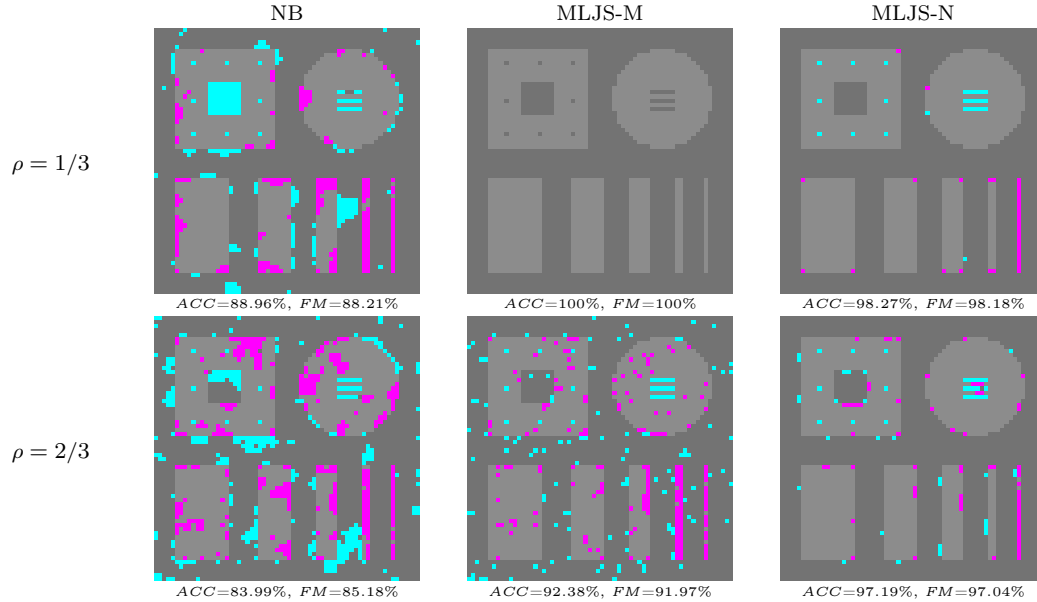 NB MLJS-M MLJS-N
ρ = 1/3
ACC=88.96%, FM=88.21% ACC=100%, FM=100% ACC=98.27%, FM=98.18%
ρ = 2/3
ACC=83.99%, FM=85.18% ACC=92.38%, FM=91.97% ACC=97.19%, FM=97.04%